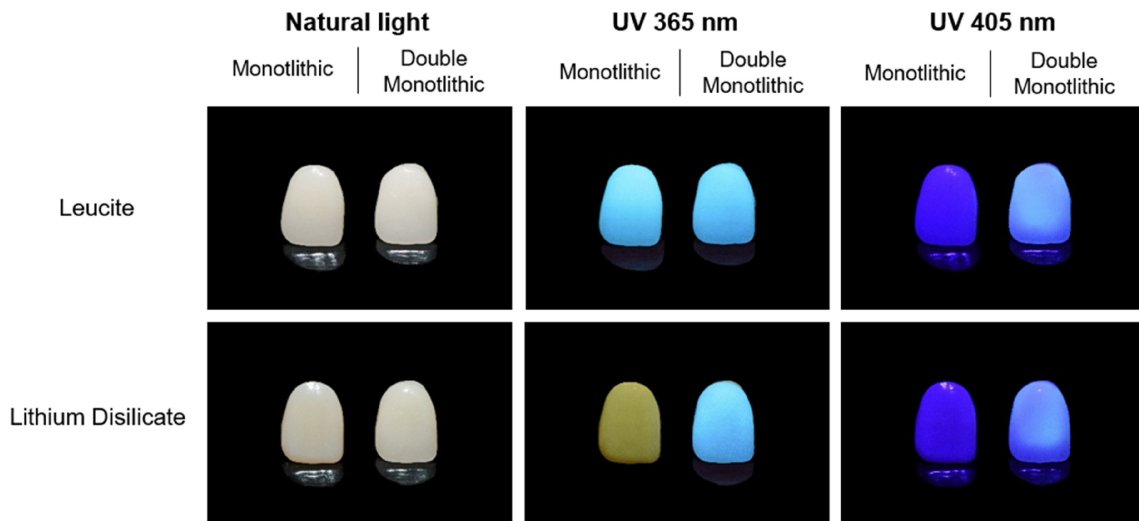 Natural light
UV 365 nm
UV 405 nm
Monotlithic
Double
Monotlithic
Monotlithic
Double
Monotlithic
Monotlithic
Double
Monotlithic
Leucite
Lithium Disilicate